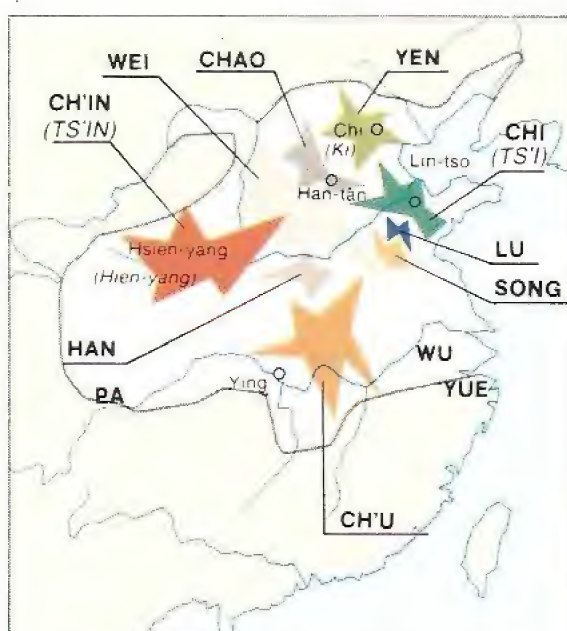 WEI
CHAO
YEN
CH'IN
(TS'IN)
Chi
(Ki)
CHI
(TS'I)
Lin-tso
Han-tan
Hsien-yang
(Hien-yang)
LU
SONG
HAN
WU
PA
Ying
YUE
CH'U